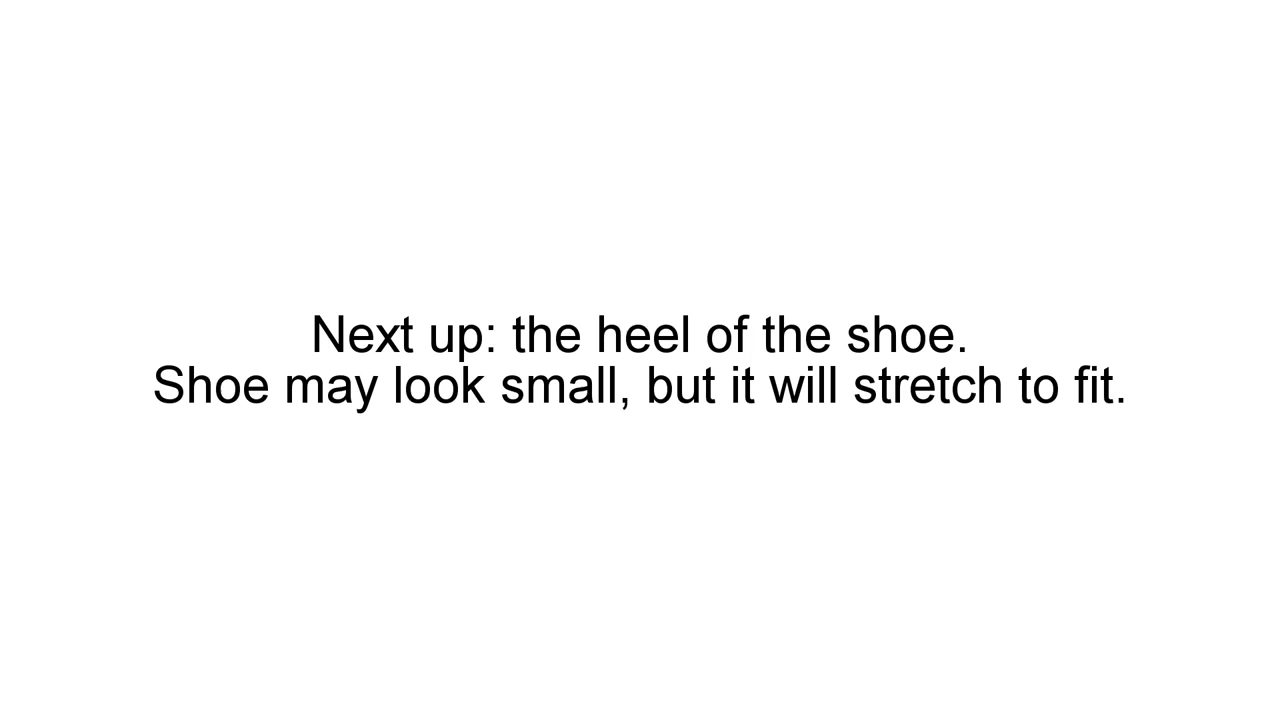 Next up: the heel of the shoe.
Shoe may look small, but it will stretch to fit.